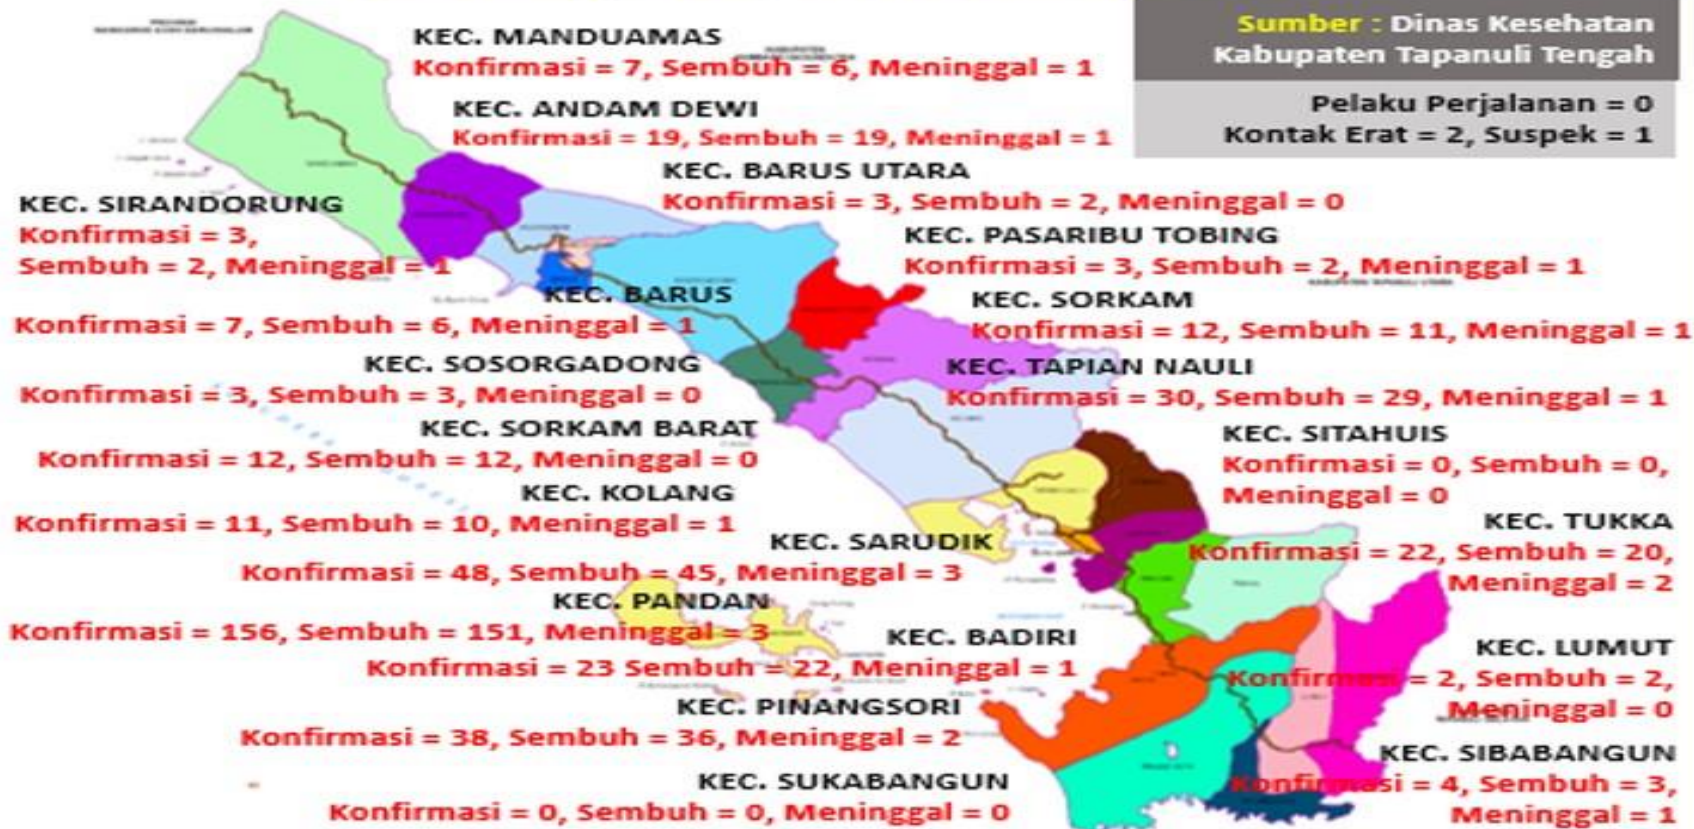 Sumber : Dinas Kesehatan
Kabupaten Tapanuli Tengah
Pelaku Perjalanan = 0
Kontak Erat = 2, Suspek = 1
KEC. MANDUAMAS
Konfirmasi = 7, Sembuh = 6, Meninggal = 1
KEC. ANDAM DEWI
Konfirmasi = 19, Sembuh = 19, Meninggal = 1
KEC. BARUS UTARA
Konfirmasi = 3, Sembuh = 2, Meninggal = 0
KEC. SIRANDORUNG
Konfirmasi = 3,
Sembuh = 2, Meninggal = 1
KEC. PASARIBU TOBING
Konfirmasi = 3, Sembuh = 2, Meninggal = 1
KEC. BARUS
Konfirmasi = 7, Sembuh = 6, Meninggal = 1
KEC. SORKAM
Konfirmasi = 12, Sembuh = 11, Meninggal = 1
KEC. SOSORGADONG
Konfirmasi = 3, Sembuh = 3, Meninggal = 0
KEC. TAPIAN NAULI
Konfirmasi = 30, Sembuh = 29, Meninggal = 1
KEC. SORKAM BARAT
Konfirmasi = 12, Sembuh = 12, Meninggal = 0
KEC. SITAHUIS
Konfirmasi = 0, Sembuh = 0,
Meninggal = 0
KEC. KOLANG
Konfirmasi = 11, Sembuh = 10, Meninggal = 1
KEC. TUKKA
Konfirmasi = 22, Sembuh = 20,
Meninggal = 2
KEC. SARUDIK
Konfirmasi = 48, Sembuh = 45, Meninggal = 3
KEC. PANDAN
Konfirmasi = 156, Sembuh = 151, Meninggal = 3
KEC. BADIRI
Konfirmasi = 23 Sembuh = 22, Meninggal = 1
KEC. LUMUT
Konfirmasi = 2, Sembuh = 2,
Meninggal = 0
KEC. PINANGSORI
Konfirmasi = 38, Sembuh = 36, Meninggal = 2
KEC. SIBABANGUN
Konfirmasi = 4, Sembuh = 3,
Meninggal = 1
KEC. SUKABANGUN
Konfirmasi = 0, Sembuh = 0, Meninggal = 0